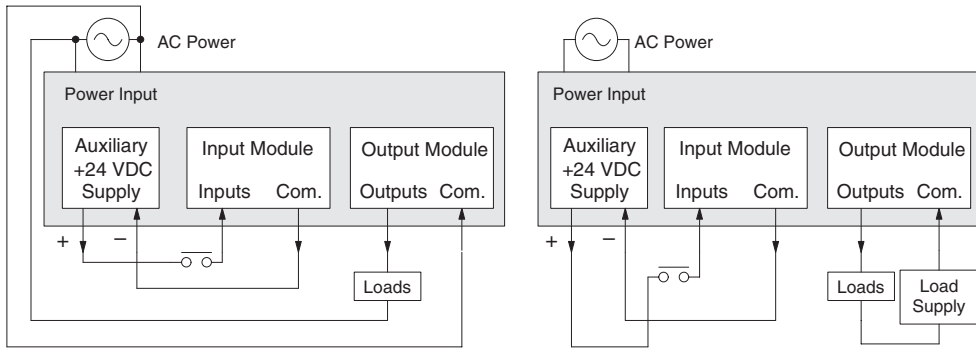 AC Power
Power Input
Auxiliary
+24 VDC
Supply
Input Module
Inputs Com.
Output Module
Outputs Com.
+ –
Loads
AC Power
Power Input
Auxiliary
+24 VDC
Supply
Input Module
Inputs Com.
Output Module
Outputs Com.
+ –
Loads
Load
Supply